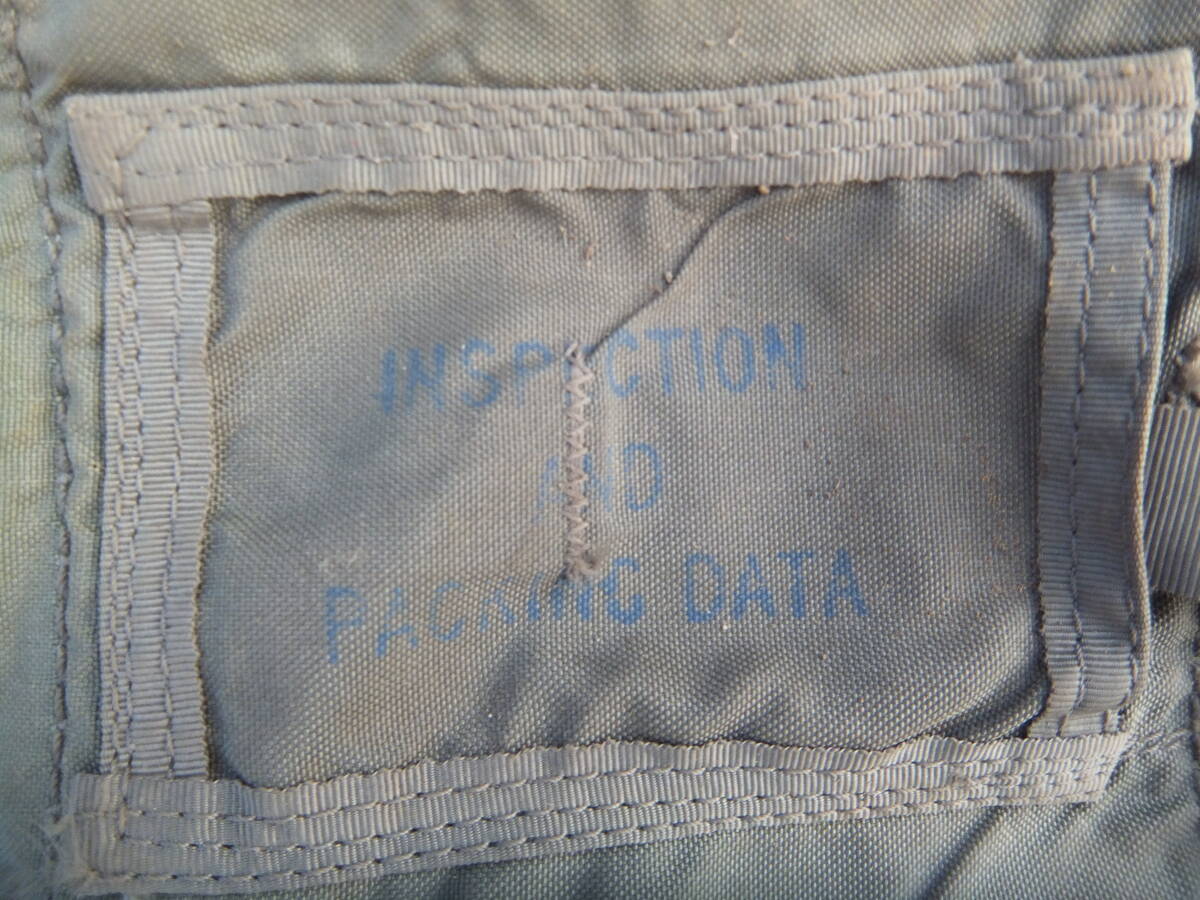 INSPECTION
AND
PACKING DATA